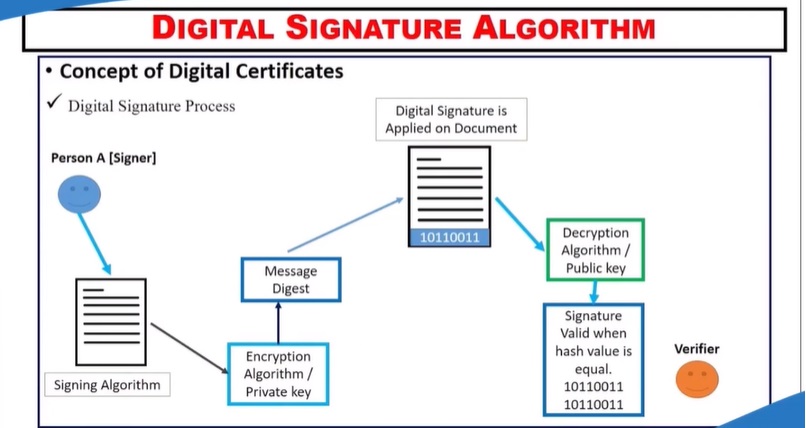 DIGITAL SIGNATURE ALGORITHM
• Concept of Digital Certificates
✓ Digital Signature Process
Digital Signature is
Applied on Document
Person A [Signer]
10110011
Decryption
Algorithm /
Public key
Message
Digest
Signature
Valid when
hash value is
equal.
10110011
10110011
Verifier
Encryption
Algorithm /
Private key
Signing Algorithm